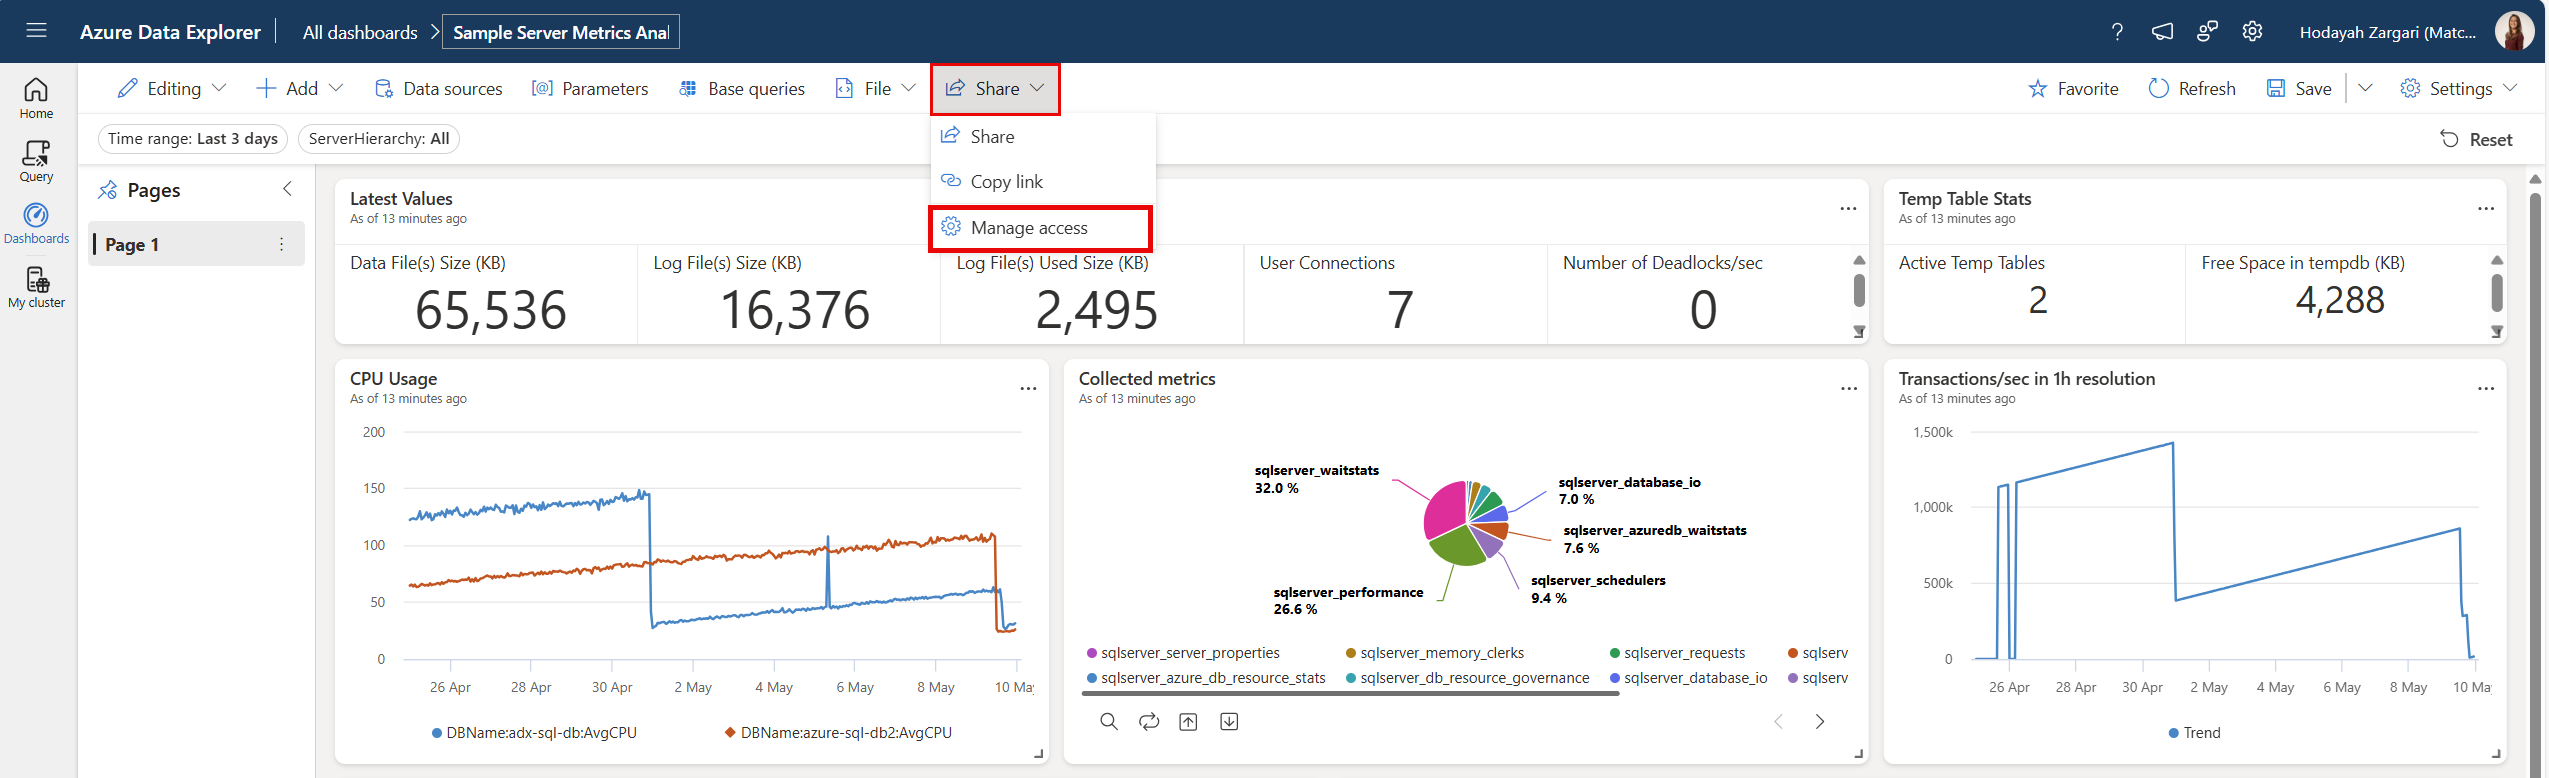 Azure Data Explorer
All dashboards
Sample Server Metrics Anal
Hodayah Zargari (Matc...
Home
Query
Dashboards
My cluster
Editing
Add
Data sources
Parameters
Base queries
File
Share
Favorite
Refresh
Save
Settings
Share
Copy link
Manage access
Time range: Last 3 days
ServerHierarchy: All
Reset
Pages
Page 1
Latest Values
As of 13 minutes ago
Data File(s) Size (KB)
65,536
Log File(s) Size (KB)
16,376
Log File(s) Used Size (KB)
2,495
User Connections
7
Number of Deadlocks/sec
0
Temp Table Stats
As of 13 minutes ago
Active Temp Tables
2
Free Space in tempdb (KB)
4,288
CPU Usage
As of 13 minutes ago
200
150
100
50
0
26 Apr
28 Apr
30 Apr
2 May
4 May
6 May
8 May
10 May
DBName:adx-sql-db:AvgCPU
DBName:azure-sql-db2:AvgCPU
Collected metrics
As of 13 minutes ago
sqlserver_waitstats
32.0 %
sqlserver_database_io
7.0 %
sqlserver_azuredb_waitstats
7.6 %
sqlserver_schedulers
9.4 %
sqlserver_performance
26.6 %
sqlserver_server_properties
sqlserver_memory_clerks
sqlserver_requests
sqlserv
sqlserver_azure_db_resource_stats
sqlserver_db_resource_governance
sqlserver_database_io
sqlserv
Transactions/sec in 1h resolution
As of 13 minutes ago
1,500k
1,000k
500k
0
26 Apr
28 Apr
30 Apr
2 May
4 May
6 May
8 May
10 Ma
Trend